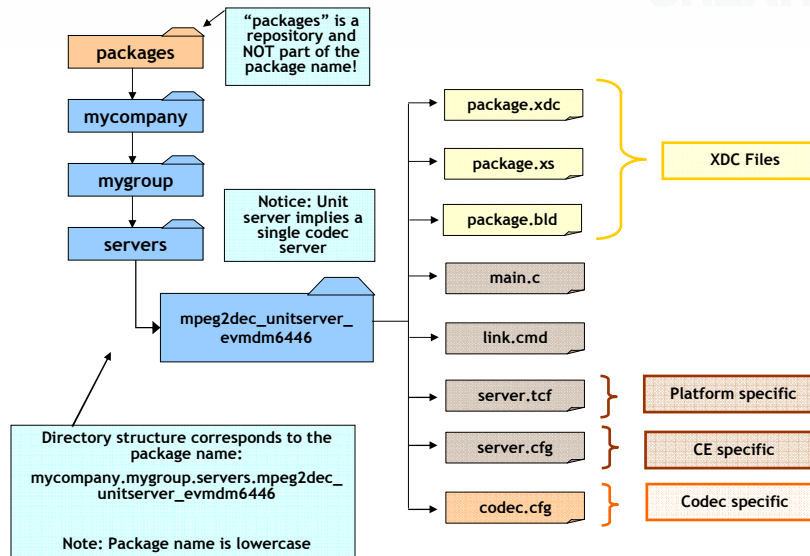 packages
“packages” is a
repository and
NOT part of the
package name!
mycompany
mygroup
servers
Notice: Unit
server implies a
single codec
server
mpeg2dec_unitserver_
evmdm6446
Directory structure corresponds to the
package name:
mycompany.mygroup.servers.mpeg2dec_
unitserver_evmdm6446
Note: Package name is lowercase
package.xdc
package.xs
package.bld
XDC Files
main.c
link.cmd
server.tcf
Platform specific
server.cfg
CE specific
codec.cfg
Codec specific